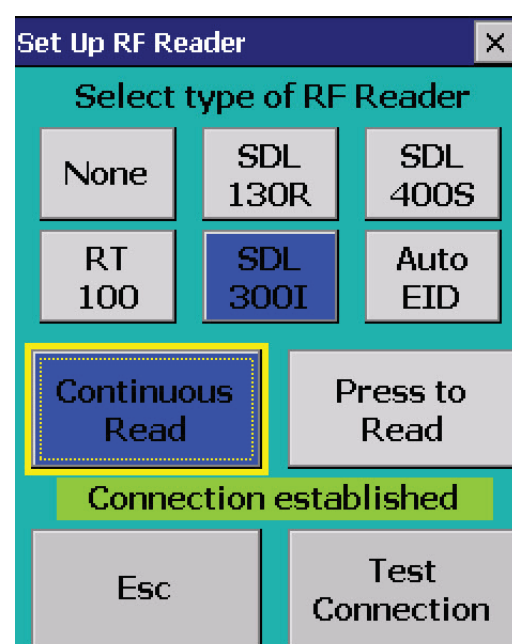 Set Up RF Reader
Select type of RF Reader
None
SDL
130R
SDL
400S
RT
100
SDL
300I
Auto
EID
Continuous
Read
Press to
Read
Connection established
Esc
Test
Connection